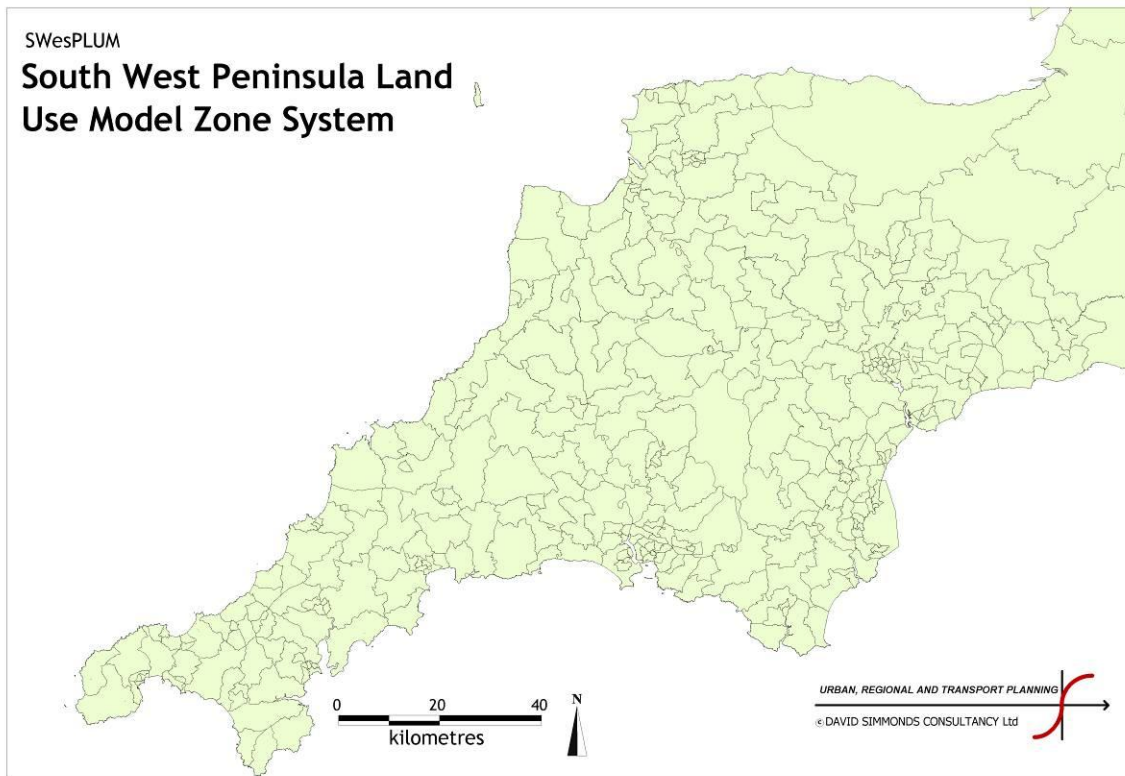 SWesPLUM
South West Peninsula Land
Use Model Zone System
0 20 40
kilometres
N
URBAN, REGIONAL AND TRANSPORT PLANNING
© DAVID SIMMONDS CONSULTANCY Ltd